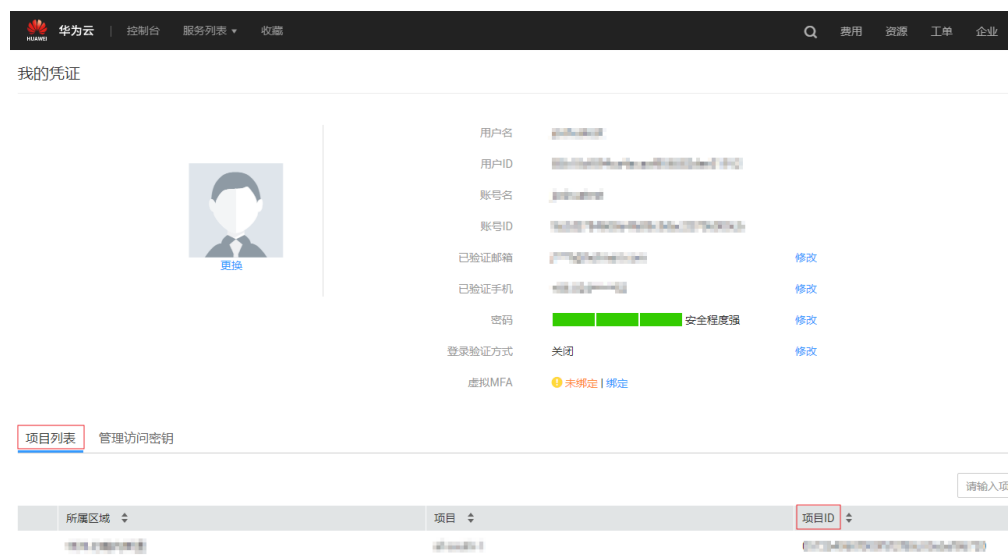 HUAWEI 华为云 | 控制台 服务列表 收藏 费用 资源 工单 企业
我的凭证
用户名
用户ID
账号名
账号ID
更换
已验证邮箱 修改
已验证手机 修改
密码 安全程度强 修改
登录验证方式 关闭 修改
虚拟MFA 未绑定 | 绑定
项目列表 管理访问密钥
请输入项
所属区域 项目 项目ID